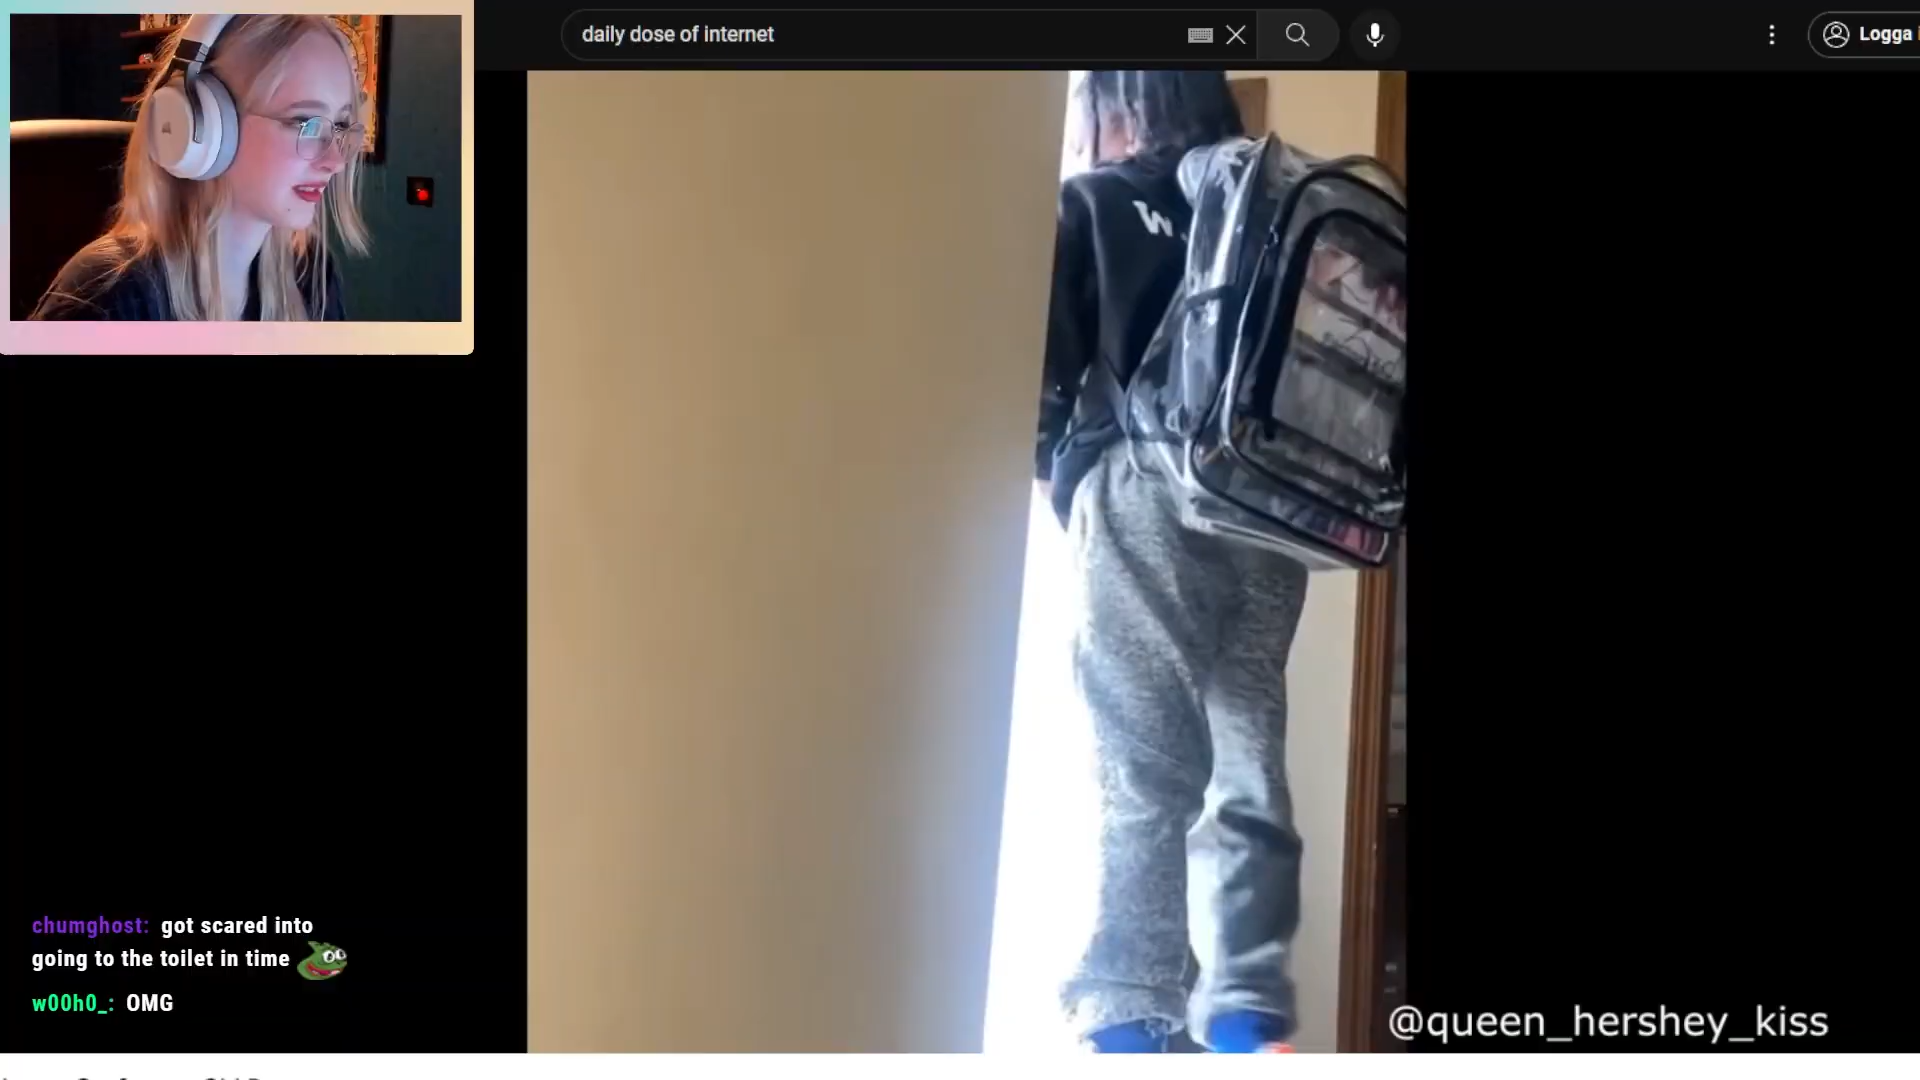 daily dose of internet
Logga
W
chumghost: got scared into
going to the toilet in time
w00h0_: OMG
@queen_hershey_kiss